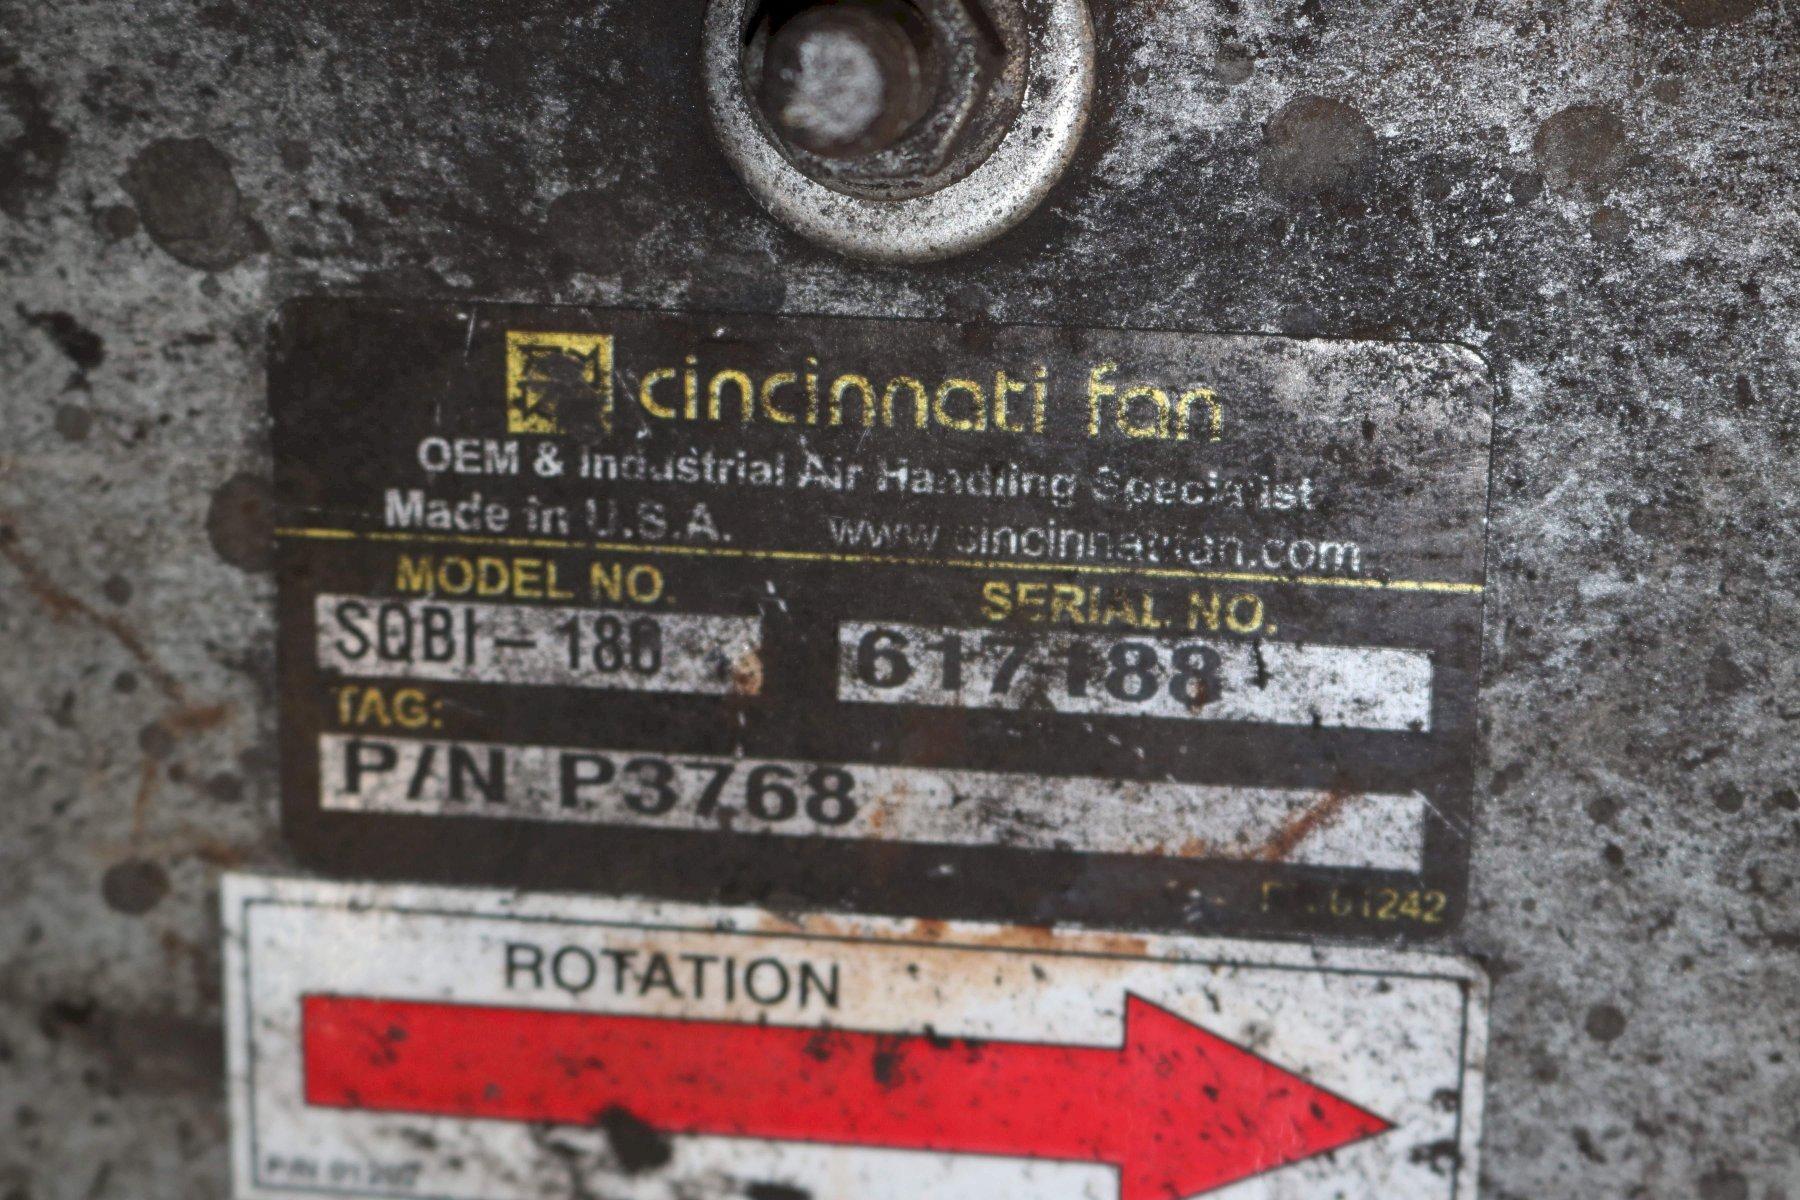 cincinnati fan
OEM & Industrial Air Handling Specialist
Made in U.S.A. www.cincinnatifan.com
MODEL NO. SERIAL NO.
SQBI-180 617188
TAG:
P/N P3768
61242
ROTATION
P/N